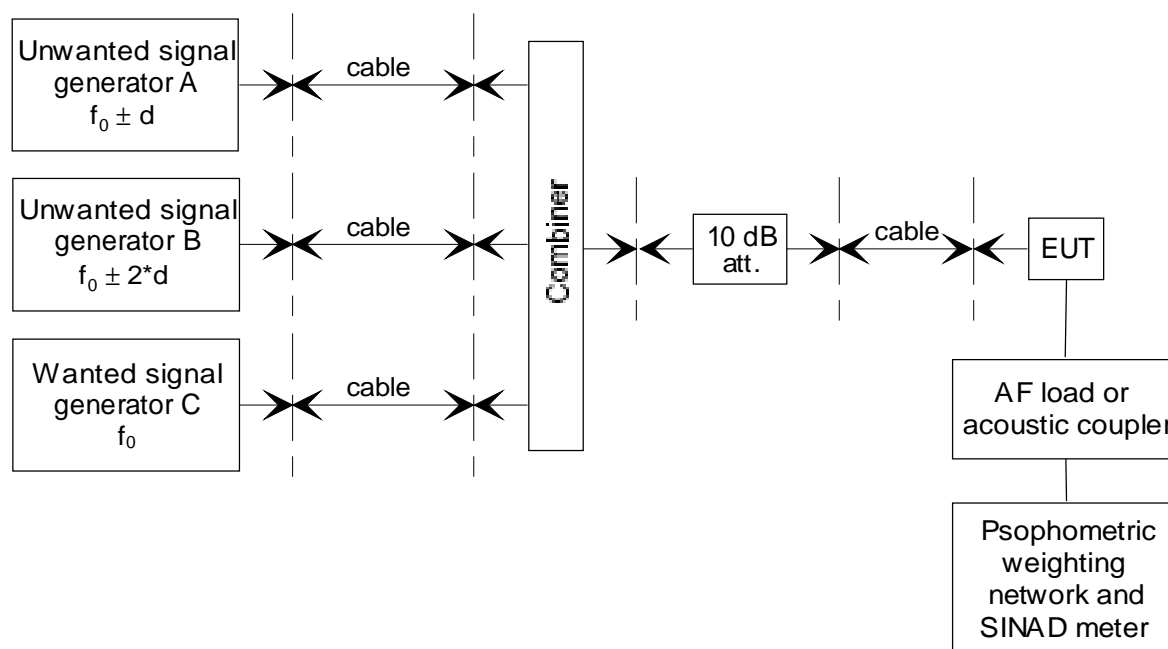 Unwanted signal
generator A
f₀ ± d
cable
Unwanted signal
generator B
f₀ ± 2*d
cable
Wanted signal
generator C
f₀
cable
Combiner
10 dB
att.
cable
EUT
AF load or
acoustic coupler
Psophometric
weighting
network and
SINAD meter